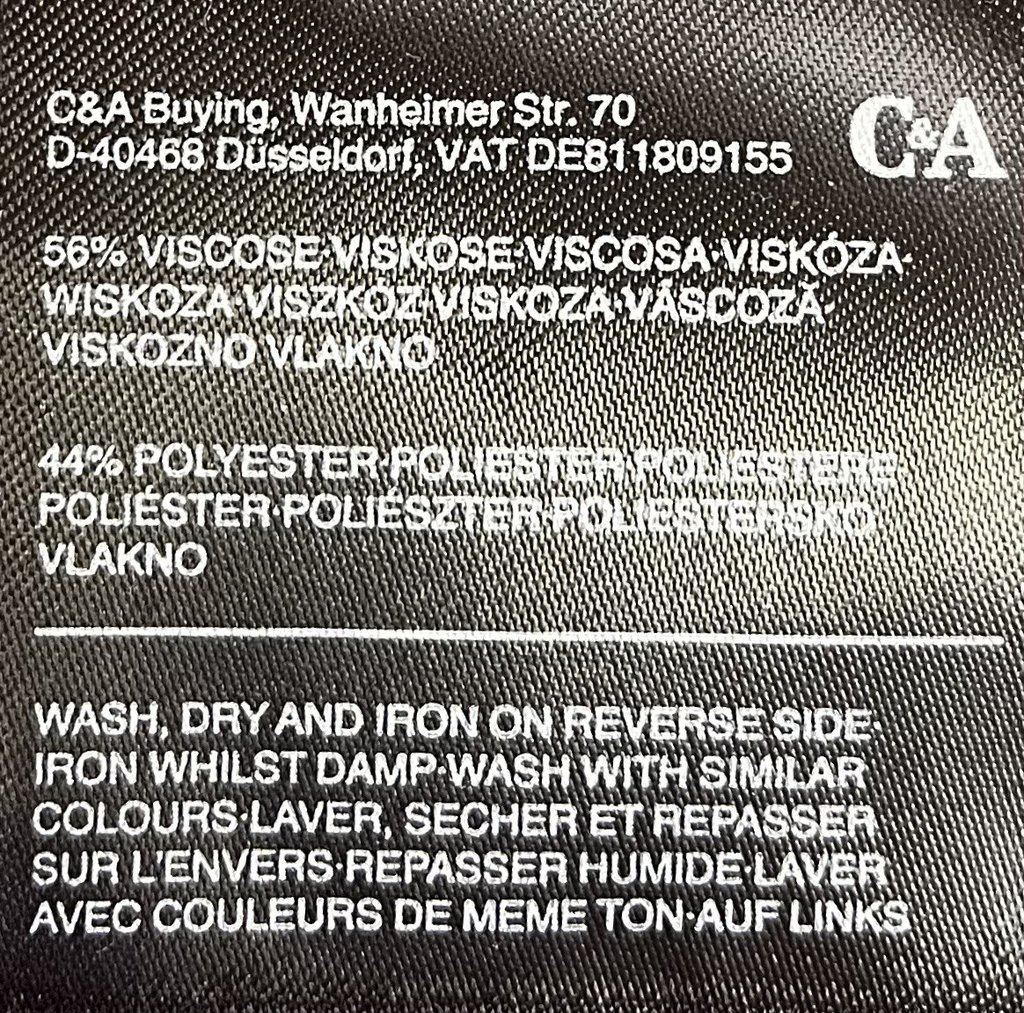 C&A Buying, Wanheimer Str. 70
D-40468 Düsseldorf, VAT DE811809155
C&A
56% VISCOSE·VISKOSE·VISCOSA·VISKÓZA·
WISKOZA·VISZKÓZ·VISKOZA·VÂSCOZĂ·
VISKOZNO VLAKNO
44% POLYESTER·POLIESTER·POLIESTERE
POLIÉSTER·POLIÉSZTER·POLIESTERSKO
VLAKNO
WASH, DRY AND IRON ON REVERSE SIDE·
IRON WHILST DAMP·WASH WITH SIMILAR
COLOURS·LAVER, SECHER ET REPASSER
SUR L'ENVERS·REPASSER HUMIDE·LAVER
AVEC COULEURS DE MEME TON·AUF LINKS